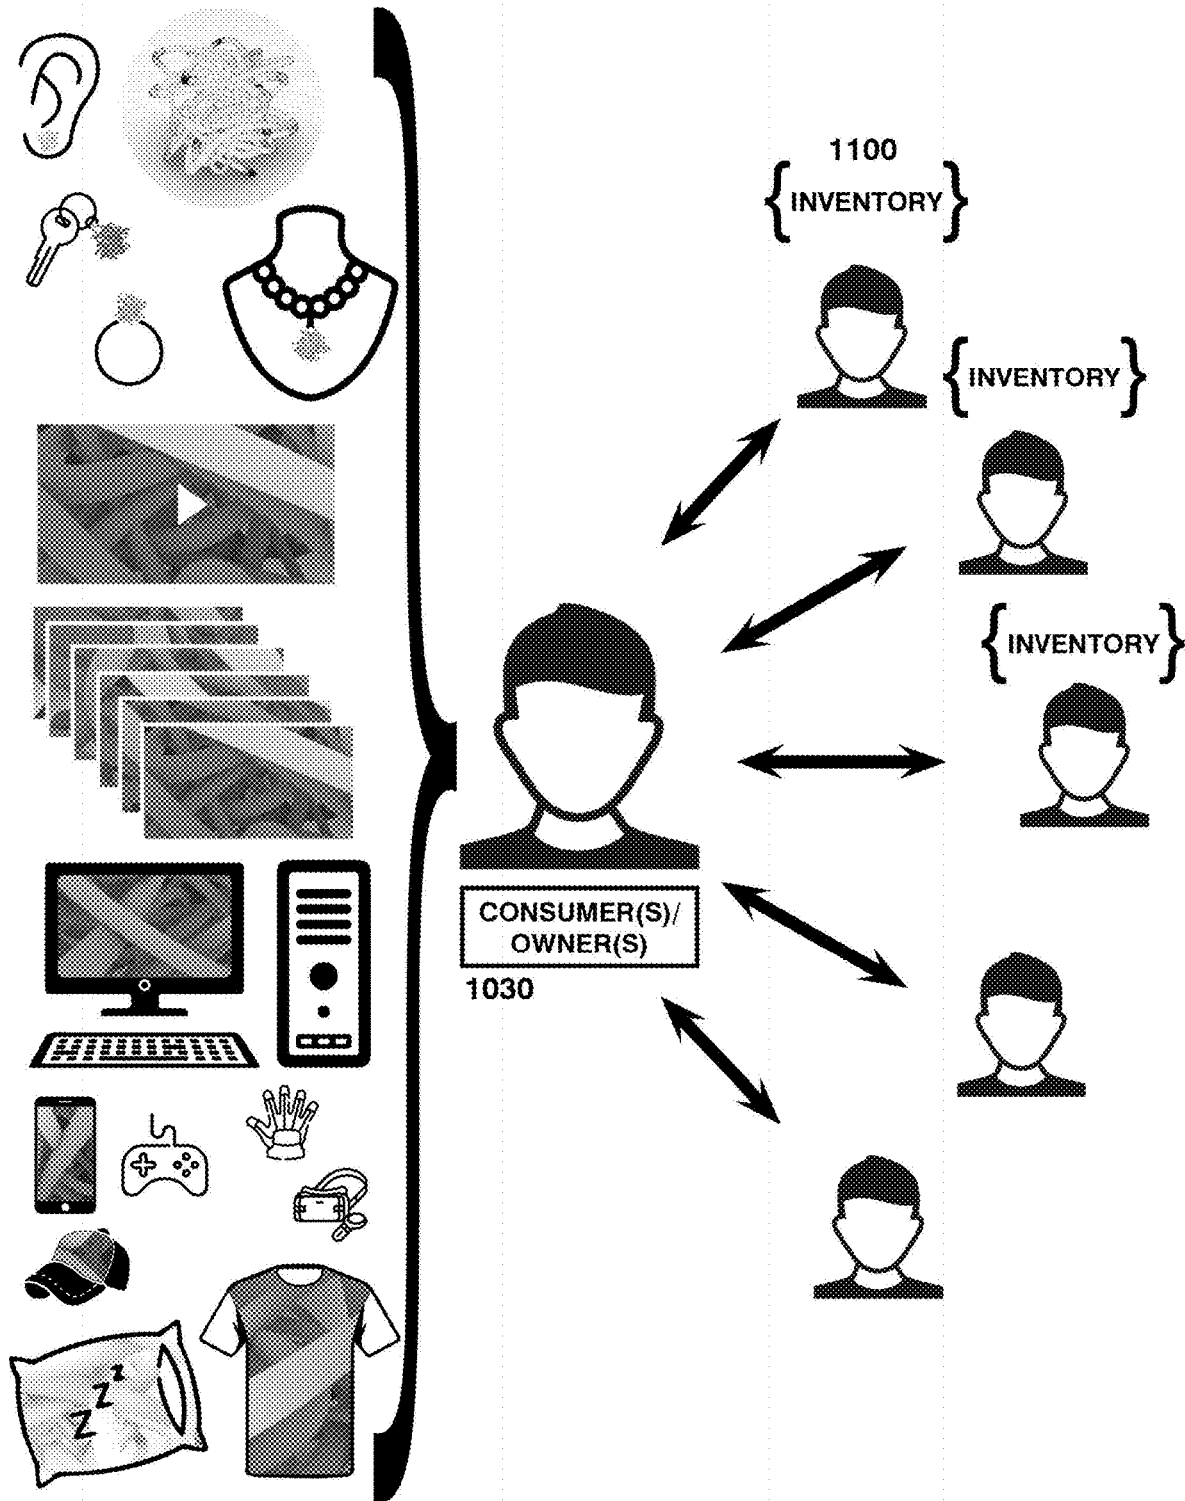 1100
{INVENTORY}
{INVENTORY}
{INVENTORY}
CONSUMER(S)/
OWNER(S)
1030
z
Z
Z